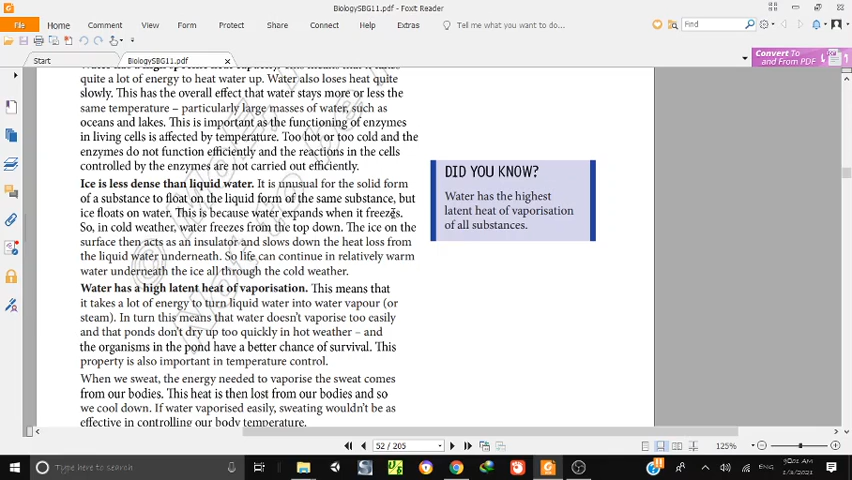 BiologySBG11.pdf - Foxit Reader
File
Home
Comment
View
Form
Protect
Share
Connect
Help
Extras
Tell me what you want to do...
Find
Start
BiologySBG11.pdf
Convert To
and From PDF
quite a lot of energy to heat water up. Water also loses heat quite
slowly. This has the overall effect that water stays more or less the
same temperature – particularly large masses of water, such as
oceans and lakes. This is important as the functioning of enzymes
in living cells is affected by temperature. Too hot or too cold and the
enzymes do not function efficiently and the reactions in the cells
controlled by the enzymes are not carried out efficiently.
Ice is less dense than liquid water. It is unusual for the solid form
of a substance to float on the liquid form of the same substance, but
ice floats on water. This is because water expands when it freezes.
So, in cold weather, water freezes from the top down. The ice on the
surface then acts as an insulator and slows down the heat loss from
the liquid water underneath. So life can continue in relatively warm
water underneath the ice all through the cold weather.
Water has a high latent heat of vaporisation. This means that
it takes a lot of energy to turn liquid water into water vapour (or
steam). In turn this means that water doesn't vaporise too easily
and that ponds don't dry up too quickly in hot weather – and
the organisms in the pond have a better chance of survival. This
property is also important in temperature control.
When we sweat, the energy needed to vaporise the sweat comes
from our bodies. This heat is then lost from our bodies and so
we cool down. If water vaporised easily, sweating wouldn't be as
effective in controlling our body temperature.
DID YOU KNOW?
Water has the highest
latent heat of vaporisation
of all substances.
52 / 205
125%
Type here to search
ENG